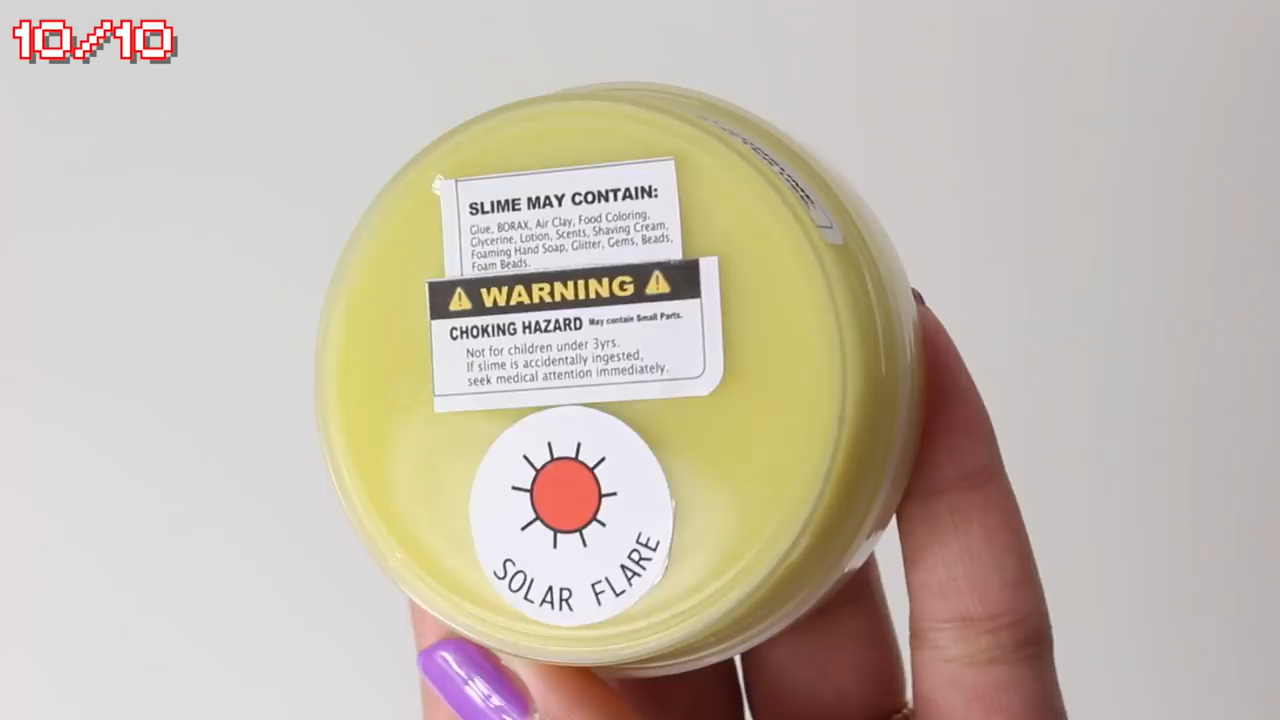 10/10
SLIME MAY CONTAIN:
Glue, BORAX, Air Clay, Food Coloring,
Glycerine, Lotion, Scents, Shaving Cream,
Foaming Hand Soap, Glitter, Gems, Beads,
Foam Beads.
WARNING
CHOKING HAZARD May contain Small Parts.
Not for children under 3yrs.
If slime is accidentally ingested,
seek medical attention immediately.
SOLAR FLARE